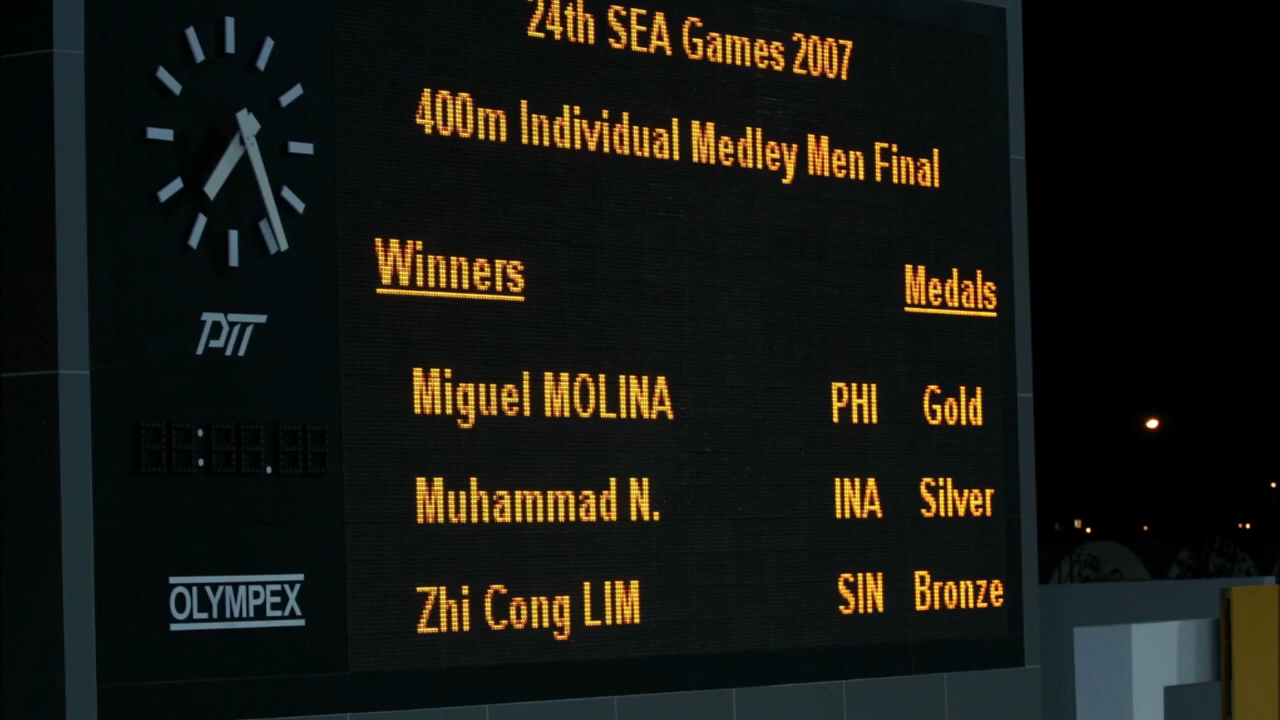 24th SEA Games 2007
400m Individual Medley Men Final
Winners Medals
Miguel MOLINA PHI Gold
Muhammad N. INA Silver
Zhi Cong LIM SIN Bronze
PTT
OLYMPEX